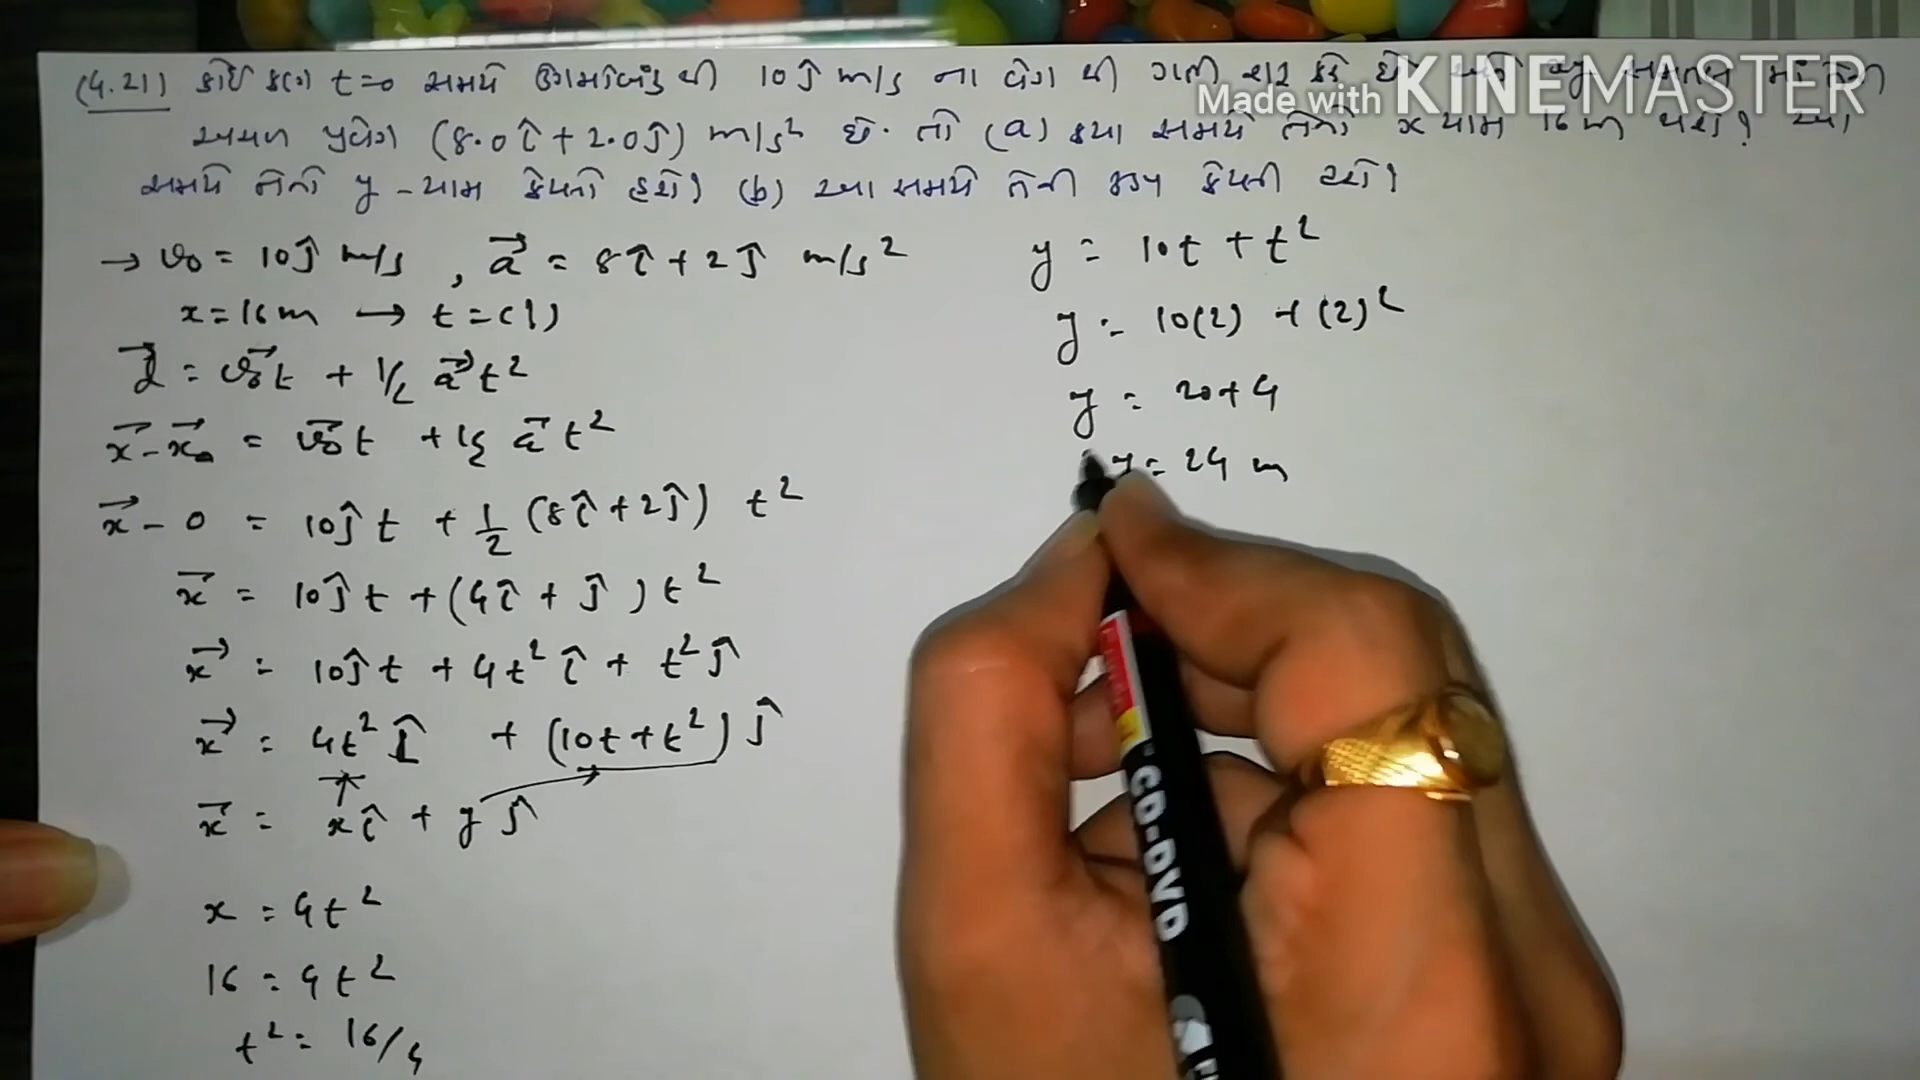 (4.21) કોઈ કણ t=0 સમયે ઊગમબિંદુ થી 10ĵ m/s ના વેગ થી ગતિ શરૂ કરે છે
અચળ પ્રવેગ (8.0î + 2.0ĵ) m/s² છે. તો (a) કયા સમયે તેનો x યામ 16 m થશે? આ
સમયે તેનો y-યામ કેટલો હશે? (b) આ સમયે તેની ઝડપ કેટલી હશે?
Made with KINEMASTER
→ v₀ = 10ĵ m/s , a⃗ = 8î + 2ĵ m/s²
x = 16 m → t = (?)
d⃗ = v⃗₀t + 1/2 a⃗ t²
x⃗ - x⃗₀ = v⃗₀t + 1/2 a⃗ t²
x⃗ - 0 = 10ĵ t + 1/2 (8î + 2ĵ) t²
x⃗ = 10ĵ t + (4î + ĵ) t²
x⃗ = 10ĵ t + 4t² î + t² ĵ
x⃗ = 4t² î + (10t + t²) ĵ
x⃗ = xî + yĵ
x = 4t²
16 = 4t²
t² = 16/4
y = 10t + t²
y = 10(2) + (2)²
y = 20 + 4
y = 24 m
CD-DVD